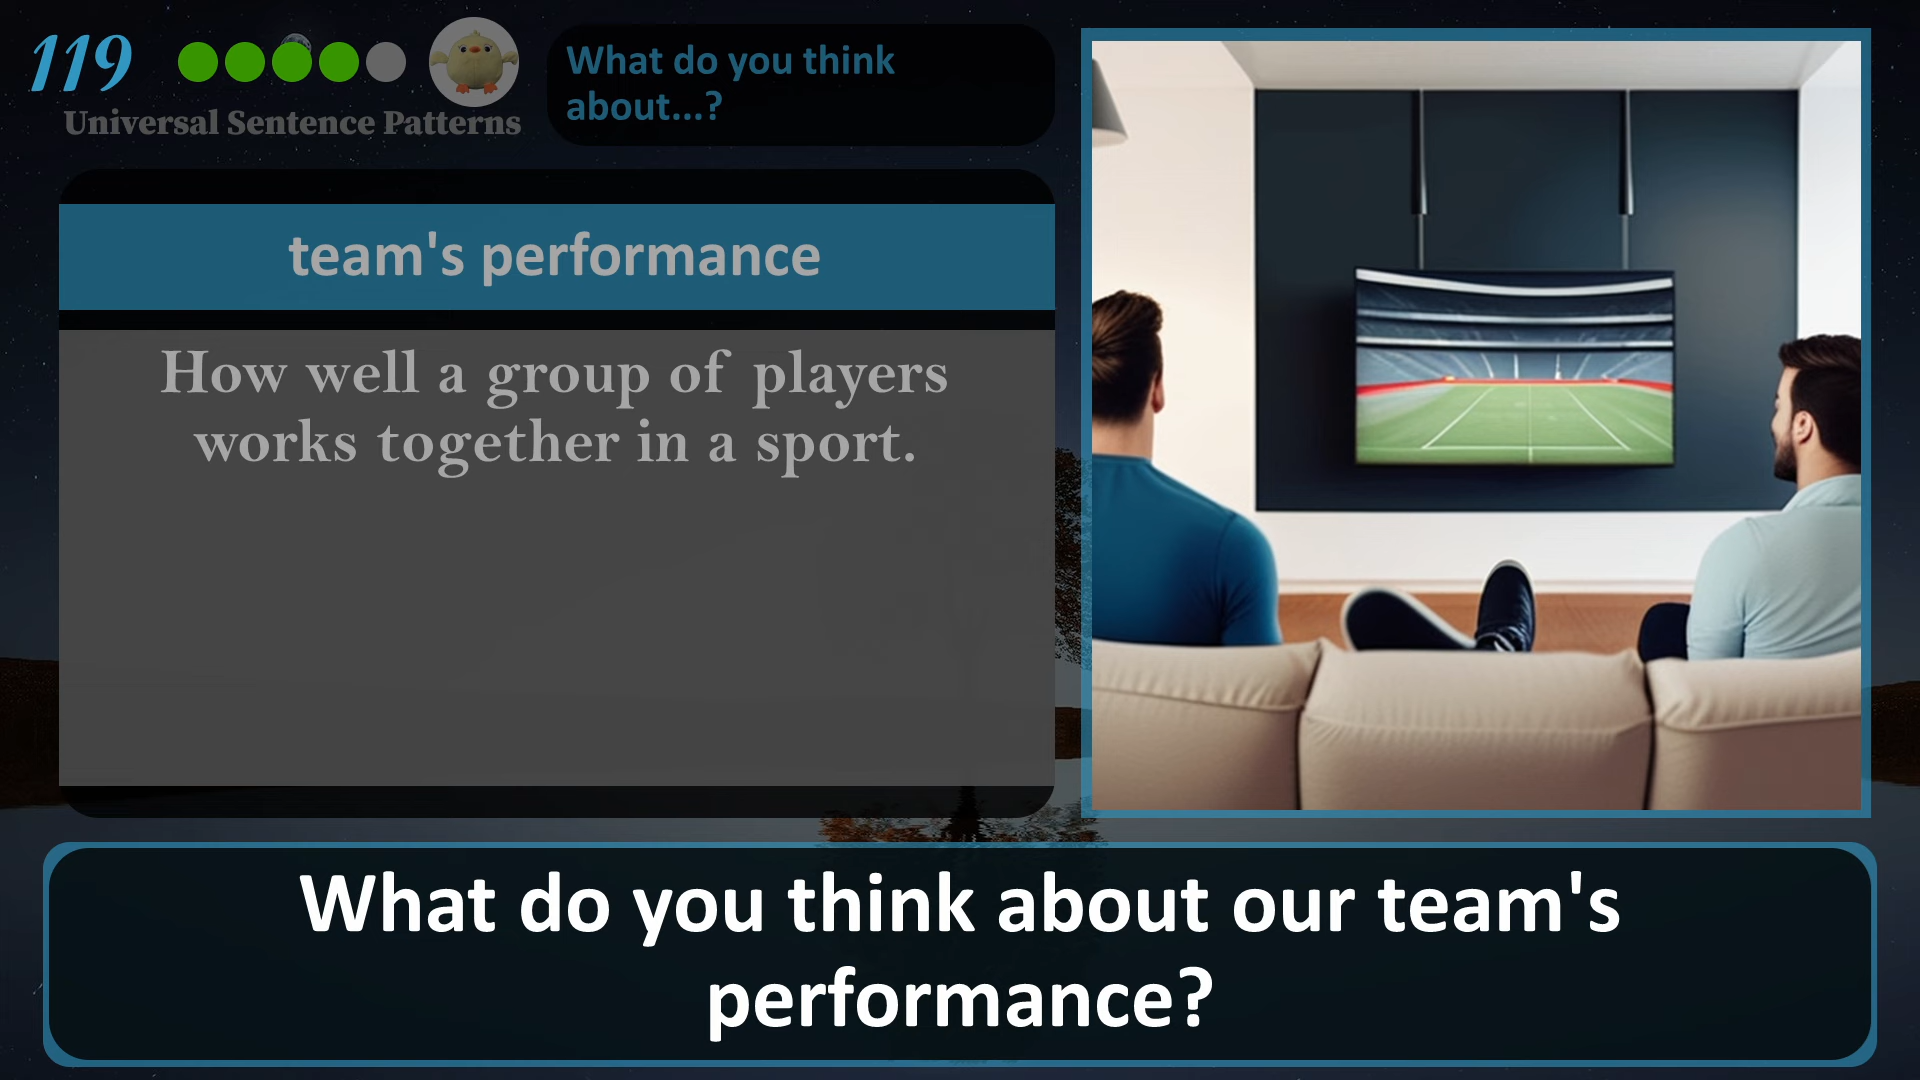 119
Universal Sentence Patterns
What do you think
about...?
team's performance
How well a group of players
works together in a sport.
What do you think about our team's
performance?